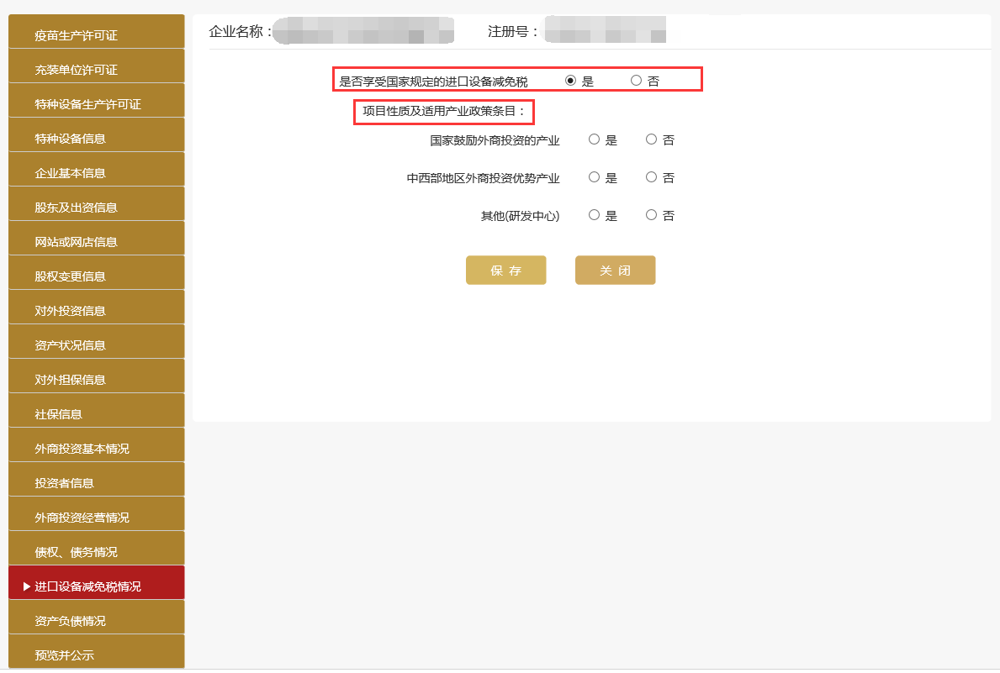 疫苗生产许可证
充装单位许可证
特种设备生产许可证
特种设备信息
企业基本信息
股东及出资信息
网站或网店信息
股权变更信息
对外投资信息
资产状况信息
对外担保信息
社保信息
外商投资基本情况
投资者信息
外商投资经营情况
债权、债务情况
进口设备减免税情况
资产负债情况
预览并公示
企业名称： 注册号：
是否享受国家规定的进口设备减免税 是 否
项目性质及适用产业政策条目：
国家鼓励外商投资的产业 是 否
中西部地区外商投资优势产业 是 否
其他(研发中心) 是 否
保 存 关 闭